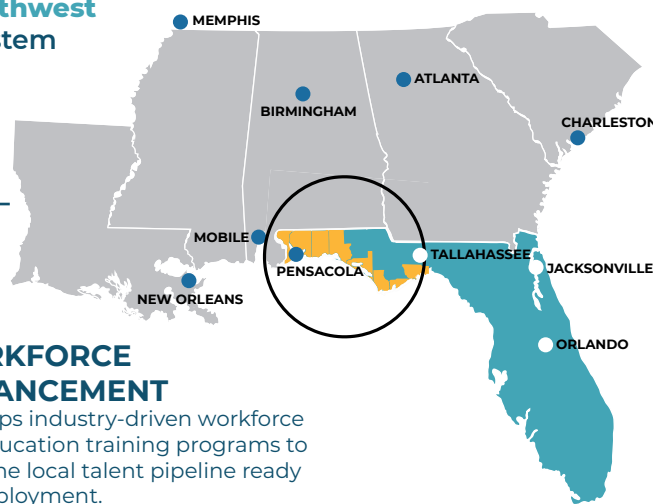 thwest
stem
MEMPHIS
ATLANTA
BIRMINGHAM
CHARLESTON
MOBILE
TALLAHASSEE
PENSACOLA
JACKSONVILLE
NEW ORLEANS
ORLANDO
RKFORCE
ANCEMENT
ps industry-driven workforce
ucation training programs to
ne local talent pipeline ready
ployment.